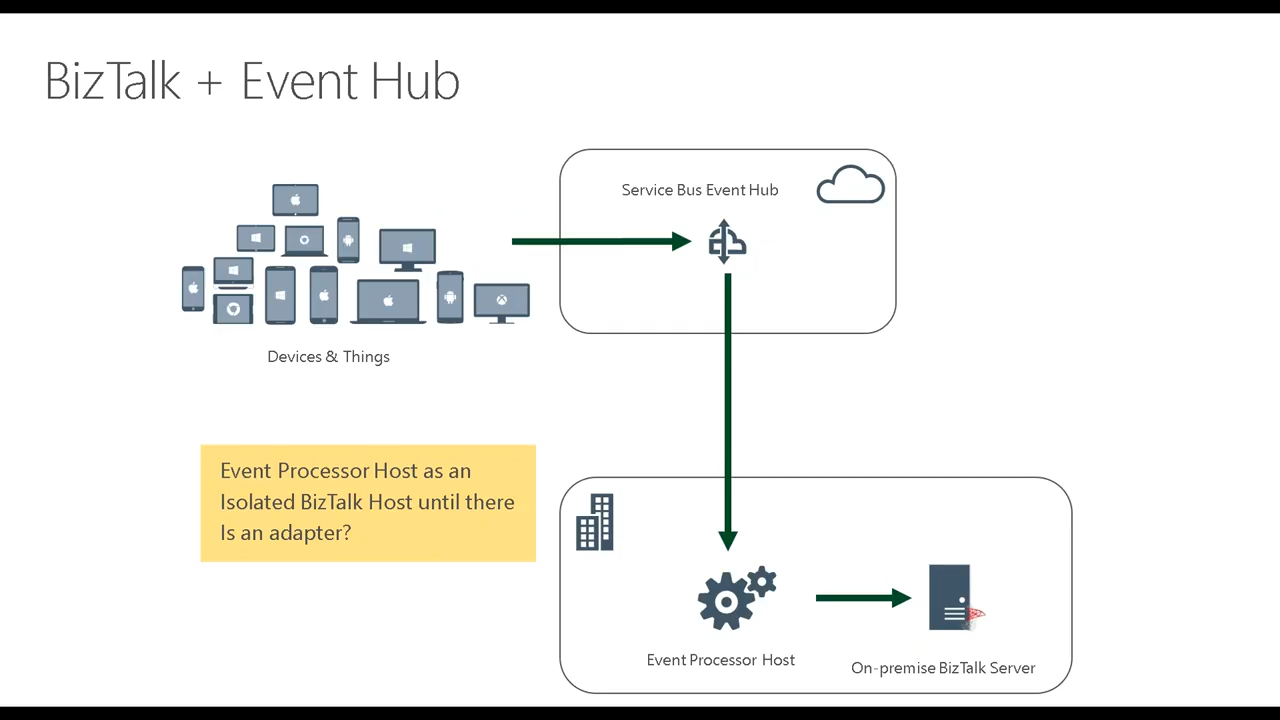 BizTalk + Event Hub
Service Bus Event Hub
Devices & Things
Event Processor Host as an
Isolated BizTalk Host until there
Is an adapter?
Event Processor Host
On-premise BizTalk Server